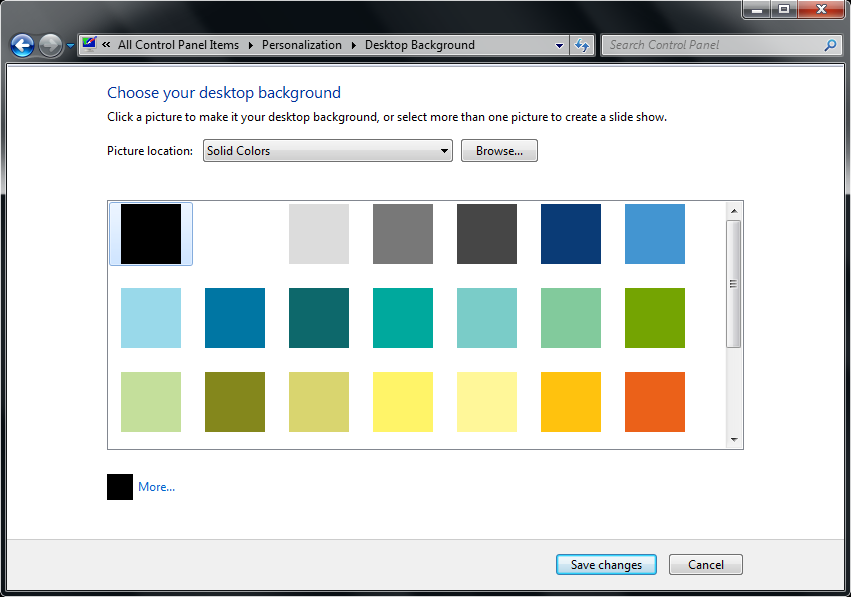 « All Control Panel Items ▸ Personalization ▸ Desktop Background
Search Control Panel
Choose your desktop background
Click a picture to make it your desktop background, or select more than one picture to create a slide show.
Picture location: Solid Colors Browse...
More...
Save changes Cancel